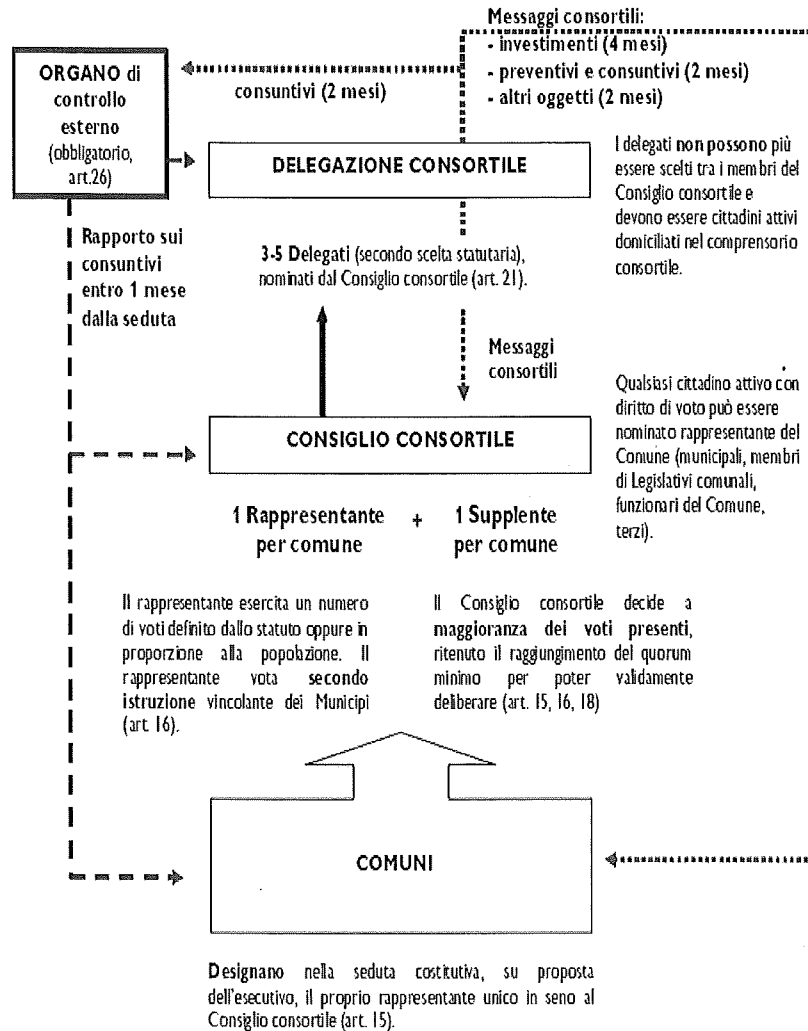 Messaggi consortili:
- investimenti (4 mesi)
- preventivi e consuntivi (2 mesi)
- altri oggetti (2 mesi)
ORGANO di
controllo
esterno
(obbligatorio,
art.26)
consuntivi (2 mesi)
DELEGAZIONE CONSORTILE
I delegati non possono più
essere scelti tra i membri del
Consiglio consortile e
devono essere cittadini attivi
domiciliati nel comprensorio
consortile.
Rapporto sui
consuntivi
entro 1 mese
dalla seduta
3-5 Delegati (secondo scelta statutaria),
nominati dal Consiglio consortile (art. 21).
Messaggi
consortili
CONSIGLIO CONSORTILE
Qualsiasi cittadino attivo con
diritto di voto può essere
nominato rappresentante del
Comune (municipali, membri
di Legislativi comunali,
funzionari del Comune,
terzi).
1 Rappresentante
per comune
+
1 Supplente
per comune
Il rappresentante esercita un numero
di voti definito dallo statuto oppure in
proporzione alla popolazione. Il
rappresentante vota secondo
istruzione vincolante dei Municipi
(art. 16).
Il Consiglio consortile decide a
maggioranza dei voti presenti,
ritenuto il raggiungimento del quorum
minimo per poter validamente
deliberare (art. 15, 16, 18)
COMUNI
Designano nella seduta costitutiva, su proposta
dell'esecutivo, il proprio rappresentante unico in seno al
Consiglio consortile (art. 15).